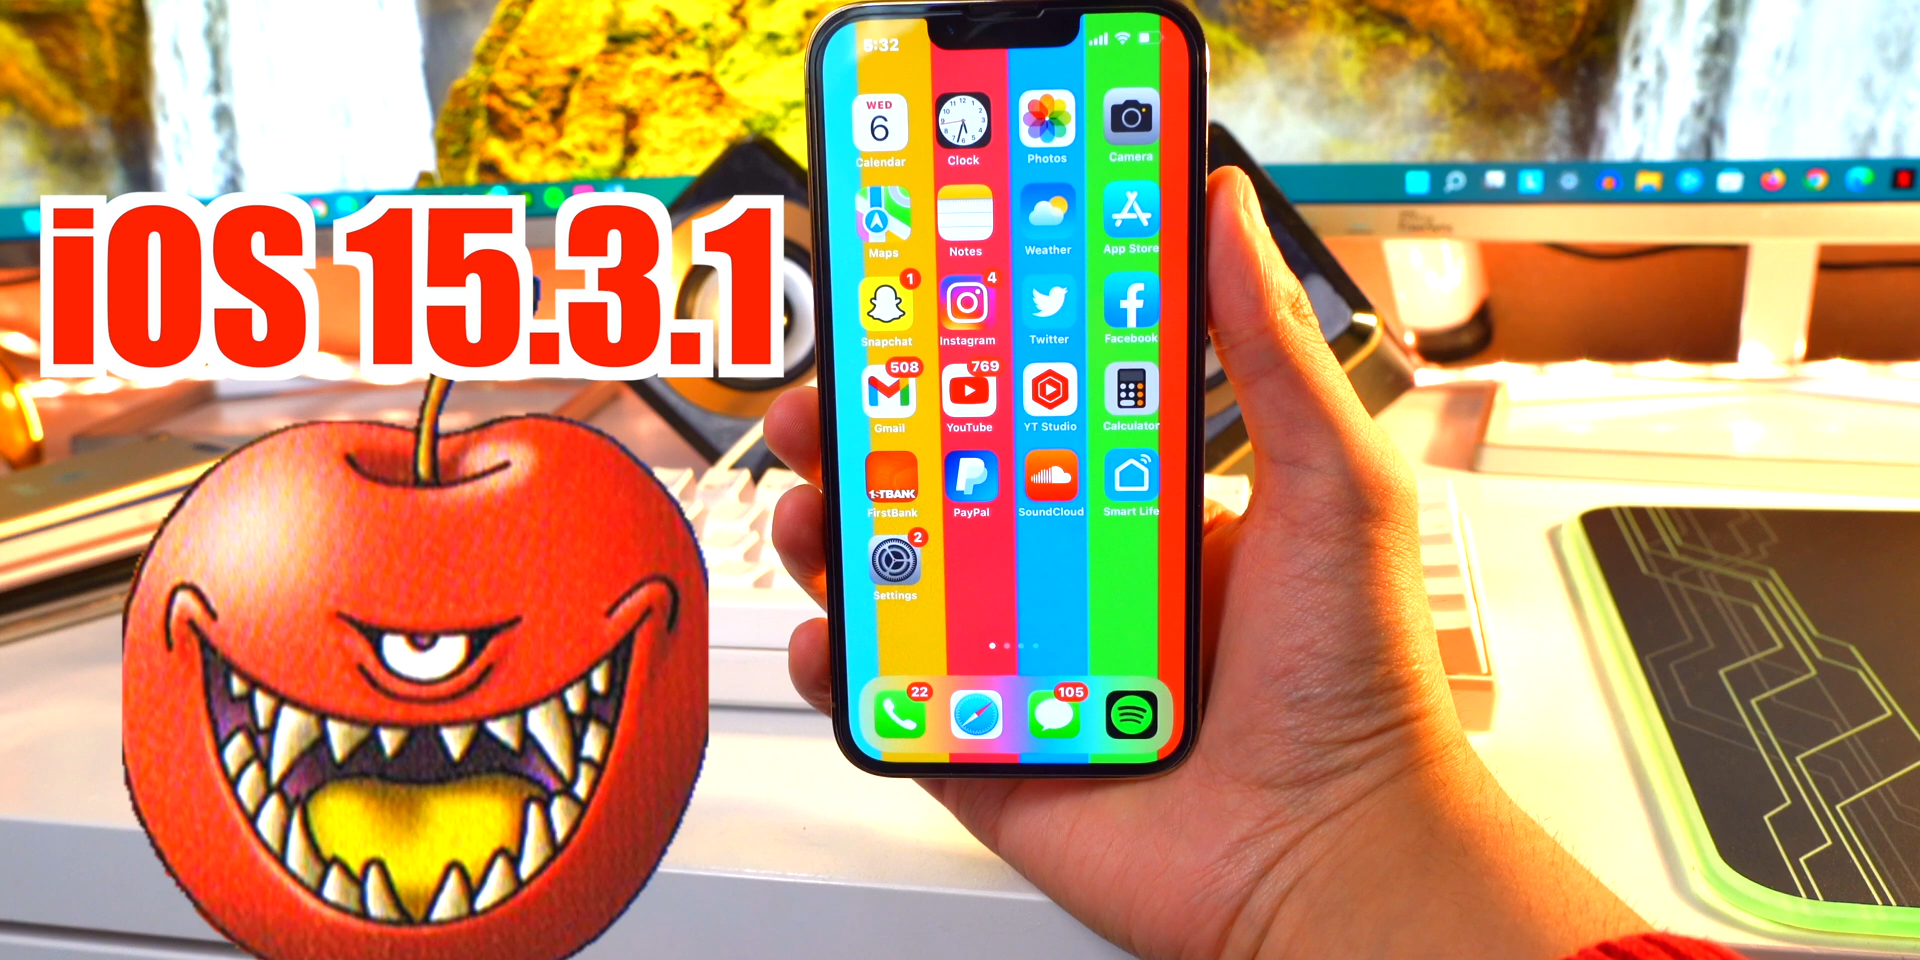 iOS 15.3.1
5:32
WED
6
Calendar
Clock
Photos
Camera
Maps
Notes
Weather
App Store
1
4
Snapchat
Instagram
Twitter
Facebook
508
769
Gmail
YouTube
YT Studio
Calculator
1STBANK
FirstBank
PayPal
SoundCloud
Smart Life
2
Settings
22
105